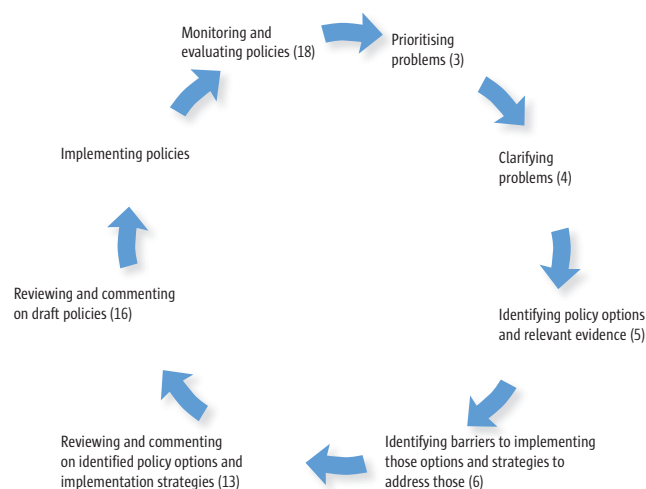 Monitoring and
evaluating policies (18)
Prioritising
problems (3)
Clarifying
problems (4)
Identifying policy options
and relevant evidence (5)
Identifying barriers to implementing
those options and strategies to
address those (6)
Reviewing and commenting
on identified policy options and
implementation strategies (13)
Reviewing and commenting
on draft policies (16)
Implementing policies